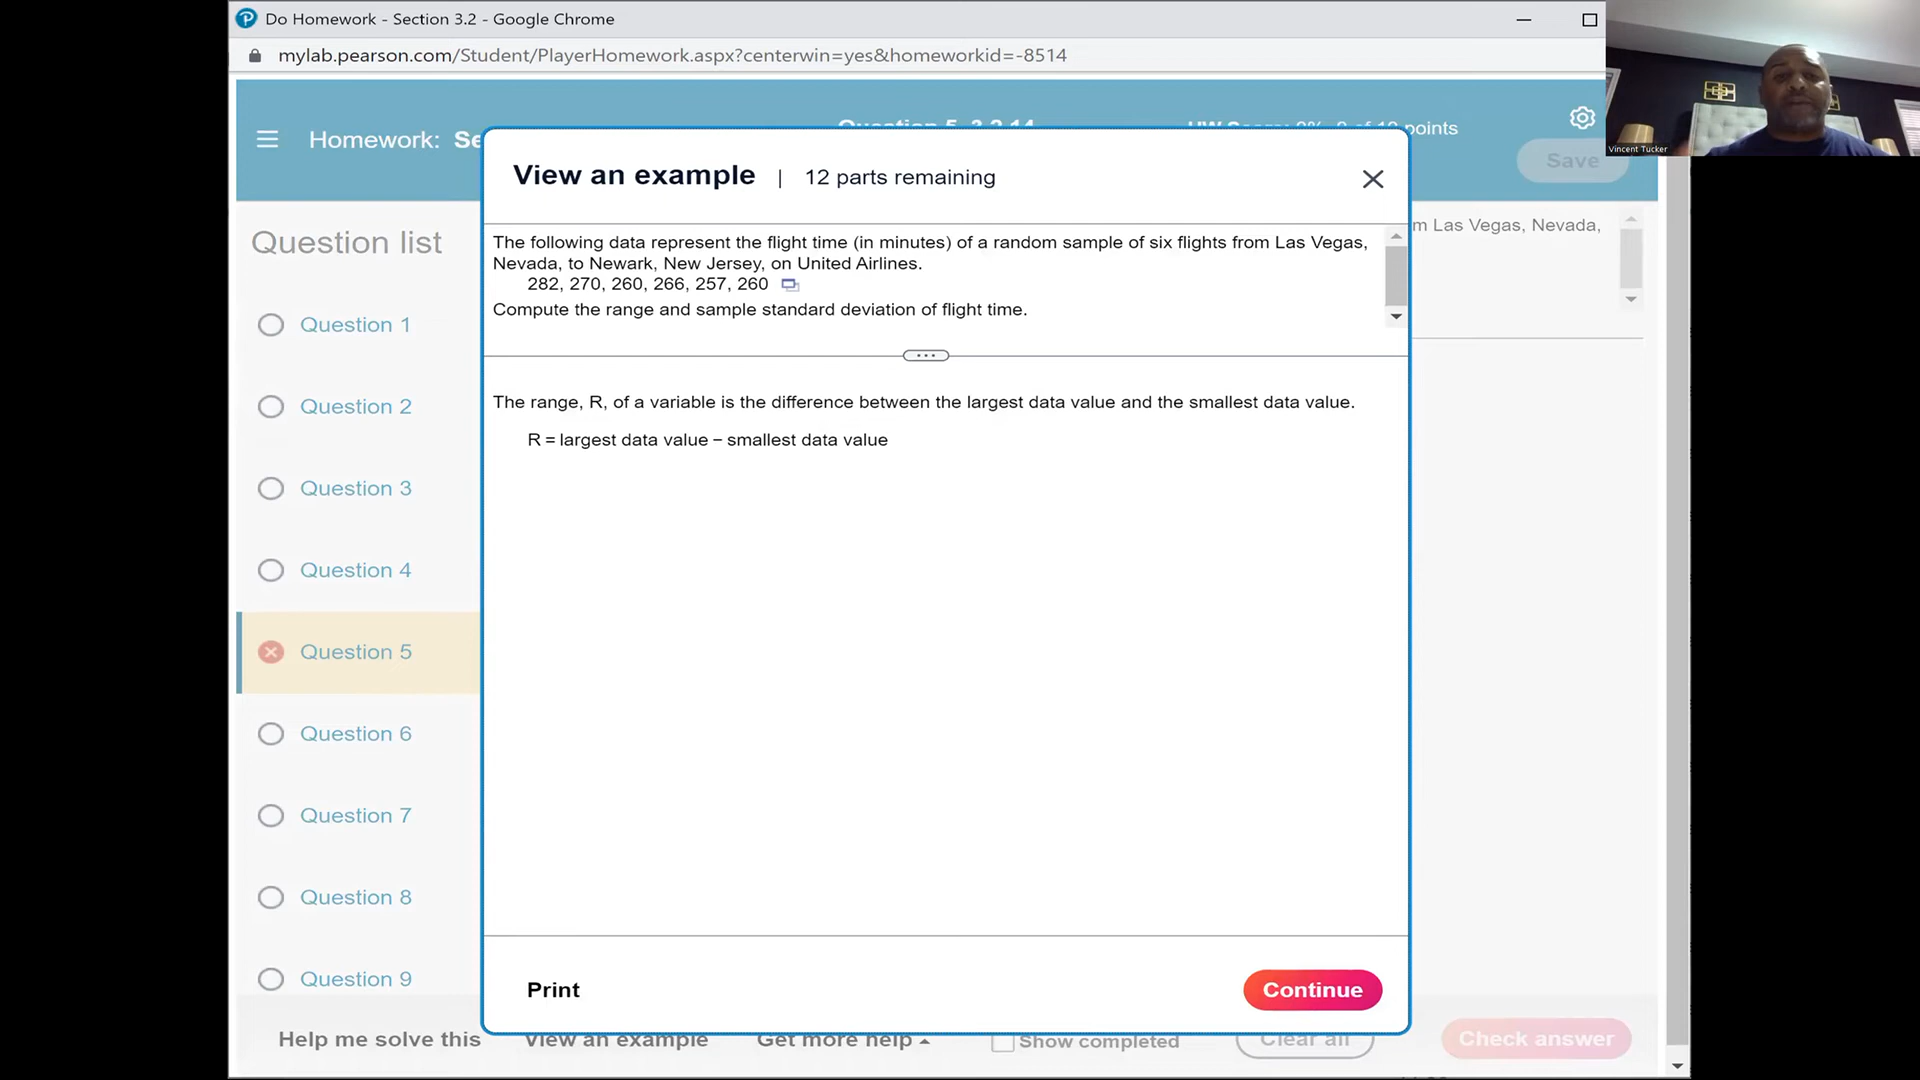 Do Homework - Section 3.2 - Google Chrome
mylab.pearson.com/Student/PlayerHomework.aspx?centerwin=yes&homeworkid=-8514
Homework: Se
Question 5, 3.2.14
points
Save
Vincent Tucker
View an example | 12 parts remaining
Question list
m Las Vegas, Nevada,
The following data represent the flight time (in minutes) of a random sample of six flights from Las Vegas,
Nevada, to Newark, New Jersey, on United Airlines.
282, 270, 260, 266, 257, 260
Compute the range and sample standard deviation of flight time.
The range, R, of a variable is the difference between the largest data value and the smallest data value.
R = largest data value − smallest data value
Question 1
Question 2
Question 3
Question 4
Question 5
Question 6
Question 7
Question 8
Question 9
Print
Continue
Help me solve this
View an example
Get more help
Show completed
Clear all
Check answer